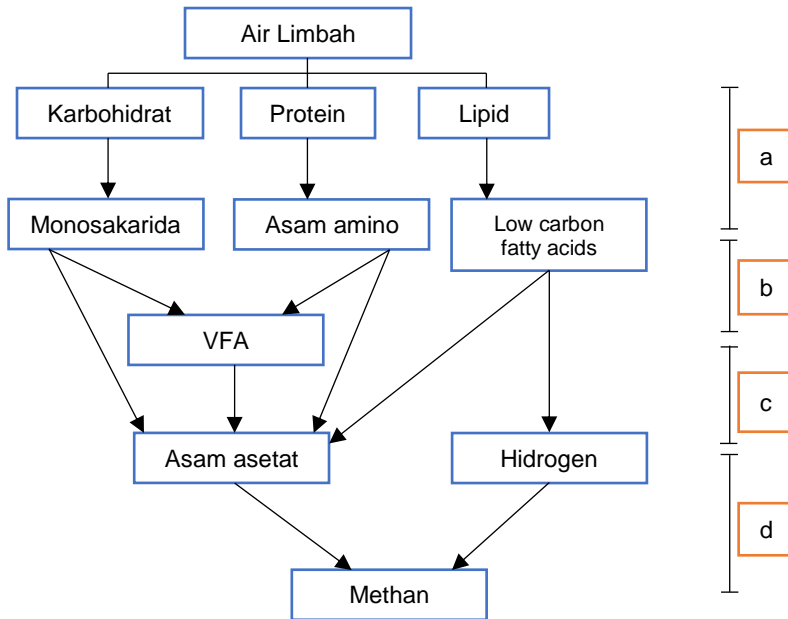 Air Limbah
Karbohidrat
Protein
Lipid
a
Monosakarida
Asam amino
Low carbon
fatty acids
b
VFA
c
Asam asetat
Hidrogen
d
Methan